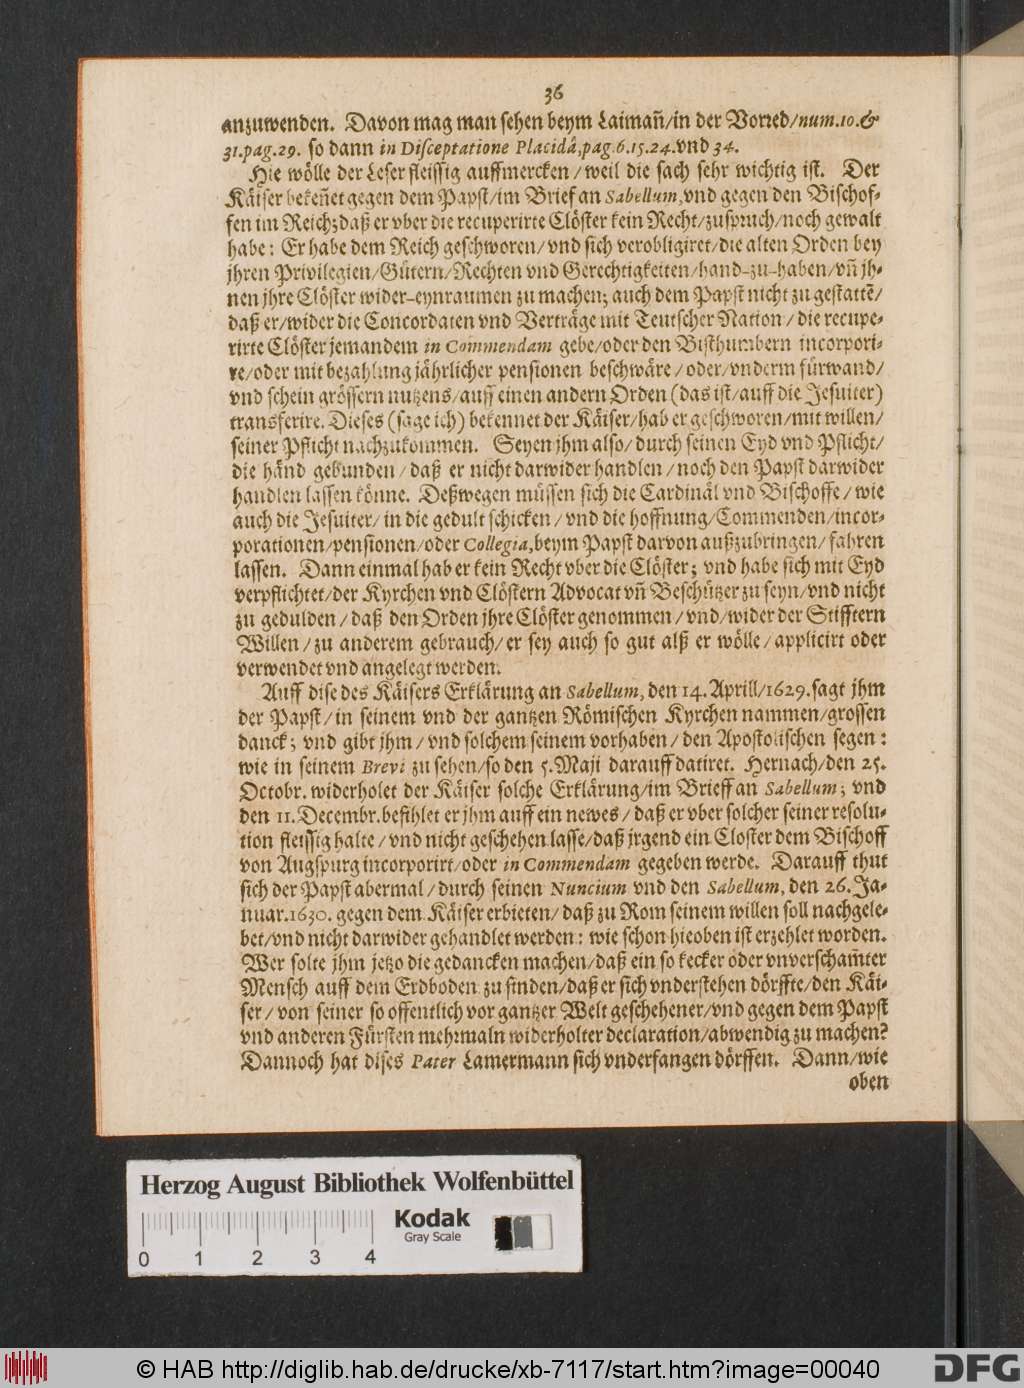 36
anzuwenden. Davon mag man sehen beym Laimañ/in der Vorred/num.10.&
31.pag.29. so dann in Disceptatione Placidâ,pag.6.15.24.vnd 34.
Hie wölle der Leser fleissig auffmercken/weil die sach sehr wichtig ist. Der
Käiser bekeñet gegen dem Papst/im Brief an Sabellum,vnd gegen den Bischof-
fen im Reich; daß er vber die recuperirte Clöster kein Recht/zuspruch/noch gewalt
habe: Er habe dem Reich geschworen/vnd sich verobligiret/die alten Orden bey
jhren Privilegien/Gütern/Rechten vnd Gerechtigkeiten/hand-zu-haben/vñ jh-
nen jhre Clöster wider-eynraumen zu machen; auch dem Papst nicht zu gestattẽ/
daß er/wider die Concordaten vnd Verträge mit Teutscher Nation/die recupe-
rirte Clöster jemandem in Commendam gebe/oder den Bisthumbern incorpori-
re/oder mit bezahlung jährlicher pensionen beschwäre/oder/vnderm fürwand/
vnd schein grössern nutzens/auff einen andern Orden (das ist/auff die Jesuiter)
transferire. Dieses (sage ich) bekennet der Käiser/hab er geschworen/mit willen/
seiner Pflicht nachzukommen. Seyen jhm also/durch seinen Eyd vnd Pflicht/
die händ gebunden/daß er nicht darwider handlen/noch den Papst darwider
handlen lassen könne. Deßwegen müssen sich die Cardinäl vnd Bischoffe/wie
auch die Jesuiter/in die gedult schicken/vnd die hoffnung/Commenden/incor-
porationen/pensionen/oder Collegia,beym Papst darvon außzubringen/fahren
lassen. Dann einmal hab er kein Recht vber die Clöster; vnd habe sich mit Eyd
verpflichtet/der Kyrchen vnd Clöstern Advocat vñ Beschützer zu seyn/vnd nicht
zu gedulden/daß den Orden jhre Clöster genommen/vnd/wider der Stifftern
Willen/zu anderem gebrauch/er sey auch so gut alß er wölle/applicirt oder
verwendet vnd angelegt werden.
Auff dise des Käisers Erklärung an Sabellum, den 14.Aprill/1629.sagt jhm
der Papst/in seinem vnd der gantzen Römischen Kyrchen nammen/grossen
danck; vnd gibt jhm/vnd solchem seinem vorhaben/den Apostolischen segen:
wie in seinem Brevi zu sehen/so den 5.Maji darauff datiret. Hernach/den 25.
Octobr.widerholet der Käiser solche Erklärung/im Brieff an Sabellum; vnd
den 11.Decembr.befihlet er jhm auff ein newes/daß er vber solcher seiner resolu-
tion fleissig halte/vnd nicht geschehen lasse/daß jrgend ein Closter dem Bischoff
von Augspurg incorporirt/oder in Commendam gegeben werde. Darauff thut
sich der Papst abermal/durch seinen Nuncium vnd den Sabellum, den 26.Ja-
nuar.1630.gegen dem Käiser erbieten/daß zu Rom seinem willen soll nachgele-
bet/vnd nicht darwider gehandlet werden: wie schon hieoben ist erzehlet worden.
Wer solte jhm jetzo die gedancken machen/daß ein so kecker oder vnverscham̃ter
Mensch auff dem Erdboden zu finden/daß er sich vnderstehen dörffte/den Käi-
ser/von seiner so offentlich vor gantzer Welt geschehener/vnd gegen dem Papst
vnd anderen Fürsten mehrmaln widerholter declaration/abwendig zu machen?
Dannoch hat dises Pater Lamermann sich vnderfangen dörffen. Dann/wie
oben
Herzog August Bibliothek Wolfenbüttel
Kodak
Gray Scale
0 1 2 3 4
© HAB http://diglib.hab.de/drucke/xb-7117/start.htm?image=00040
DFG